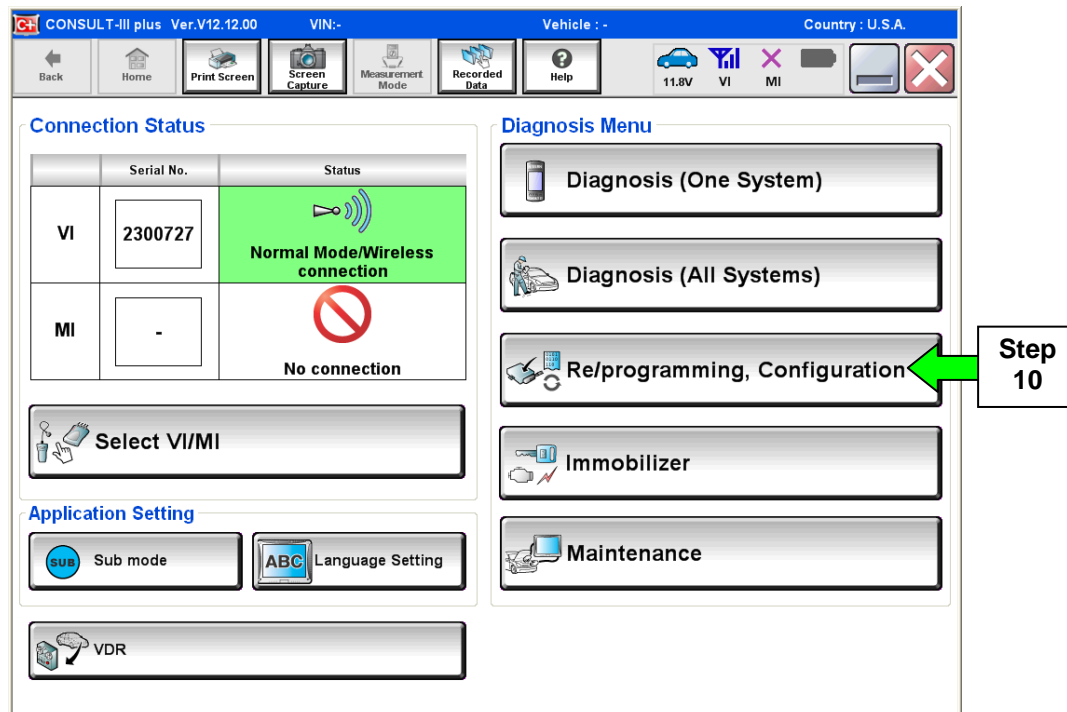 C+ CONSULT-III plus Ver.V12.12.00 VIN:- Vehicle : - Country : U.S.A.
Back
Home
Print Screen
Screen
Capture
Measurement
Mode
Recorded
Data
Help
11.8V
VI
MI
Connection Status
Serial No.
Status
VI
2300727
Normal Mode/Wireless
connection
MI
-
No connection
Select VI/MI
Application Setting
SUB
Sub mode
ABC
Language Setting
VDR
Diagnosis Menu
Diagnosis (One System)
Diagnosis (All Systems)
Re/programming, Configuration
Immobilizer
Maintenance
Step
10